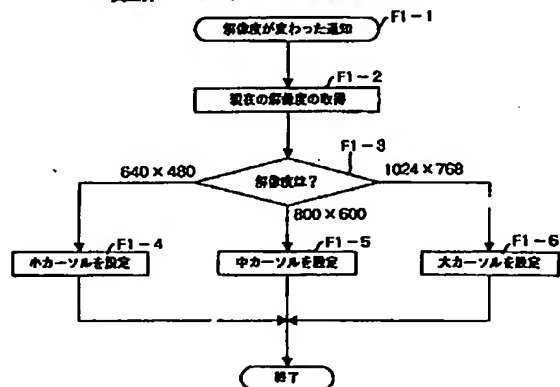 解像度が変わった通知
F1-1
F1-2
現在の解像度の取得
F1-3
解像度は?
640×480
1024×768
800×600
F1-4
小カーソルを設定
F1-5
中カーソルを設定
F1-6
大カーソルを設定
終了